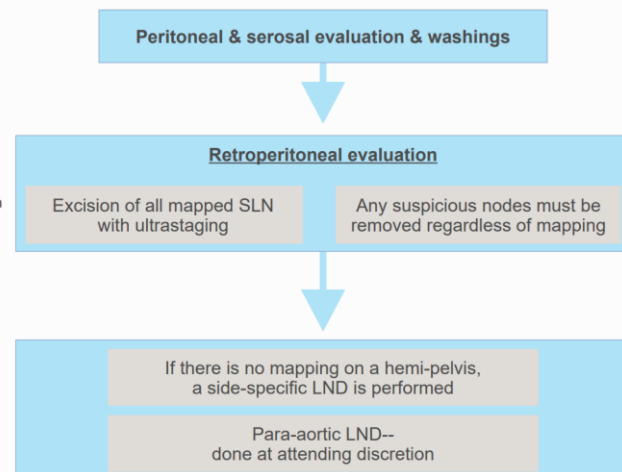 Peritoneal & serosal evaluation & washings
Retroperitoneal evaluation
Excision of all mapped SLN
with ultrastaging
Any suspicious nodes must be
removed regardless of mapping
If there is no mapping on a hemi-pelvis,
a side-specific LND is performed
Para-aortic LND--
done at attending discretion